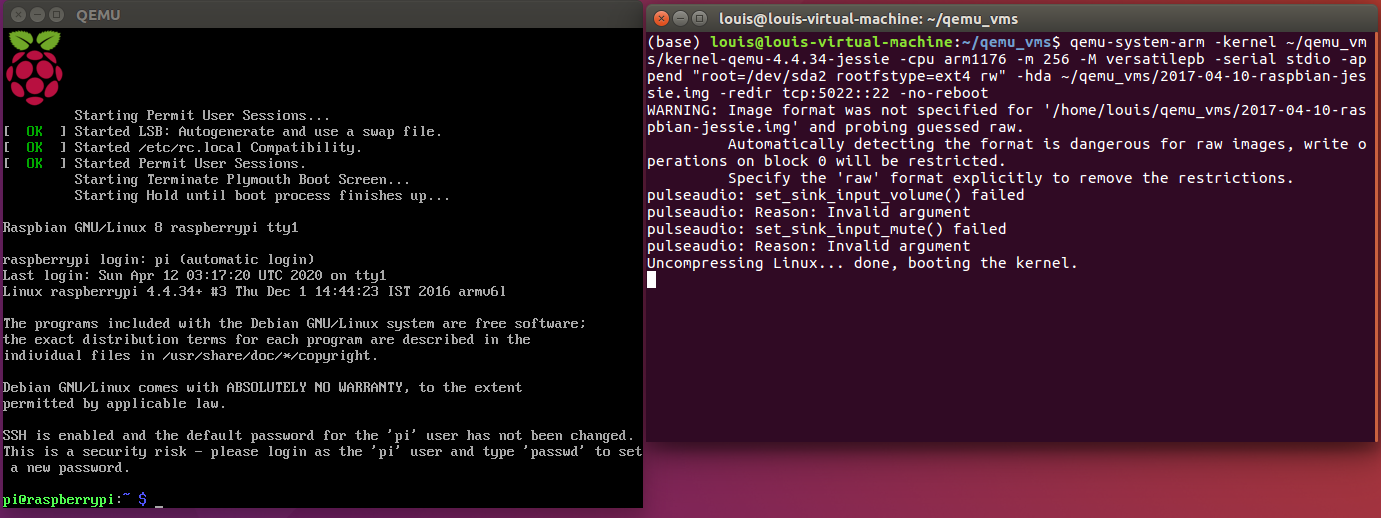 QEMU
Starting Permit User Sessions...
[  OK  ] Started LSB: Autogenerate and use a swap file.
[  OK  ] Started /etc/rc.local Compatibility.
[  OK  ] Started Permit User Sessions.
Starting Terminate Plymouth Boot Screen...
Starting Hold until boot process finishes up...
Raspbian GNU/Linux 8 raspberrypi tty1
raspberrypi login: pi (automatic login)
Last login: Sun Apr 12 03:17:20 UTC 2020 on tty1
Linux raspberrypi 4.4.34+ #3 Thu Dec 1 14:44:23 IST 2016 armv6l
The programs included with the Debian GNU/Linux system are free software;
the exact distribution terms for each program are described in the
individual files in /usr/share/doc/*/copyright.
Debian GNU/Linux comes with ABSOLUTELY NO WARRANTY, to the extent
permitted by applicable law.
SSH is enabled and the default password for the 'pi' user has not been changed.
This is a security risk - please login as the 'pi' user and type 'passwd' to set
a new password.
pi@raspberrypi:~ $ _
louis@louis-virtual-machine: ~/qemu_vms
(base) louis@louis-virtual-machine:~/qemu_vms$ qemu-system-arm -kernel ~/qemu_vm
s/kernel-qemu-4.4.34-jessie -cpu arm1176 -m 256 -M versatilepb -serial stdio -ap
pend "root=/dev/sda2 rootfstype=ext4 rw" -hda ~/qemu_vms/2017-04-10-raspbian-jes
sie.img -redir tcp:5022::22 -no-reboot
WARNING: Image format was not specified for '/home/louis/qemu_vms/2017-04-10-ras
pbian-jessie.img' and probing guessed raw.
Automatically detecting the format is dangerous for raw images, write o
perations on block 0 will be restricted.
Specify the 'raw' format explicitly to remove the restrictions.
pulseaudio: set_sink_input_volume() failed
pulseaudio: Reason: Invalid argument
pulseaudio: set_sink_input_mute() failed
pulseaudio: Reason: Invalid argument
Uncompressing Linux... done, booting the kernel.